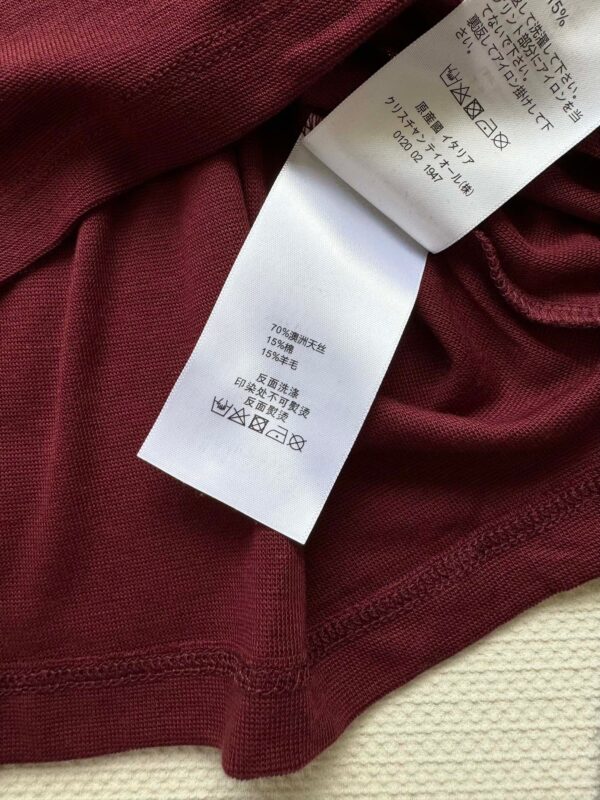 15%
返して洗濯して下さい。
プリント部分にアイロンを当
てないで下さい。
裏返してアイロン掛けして下
さい。
原産國 イタリア
クリスチャンディオール(株)
0120 02 1947
70%澳洲天丝
15%棉
15%羊毛
反面洗涤
印染处不可熨烫
反面熨烫